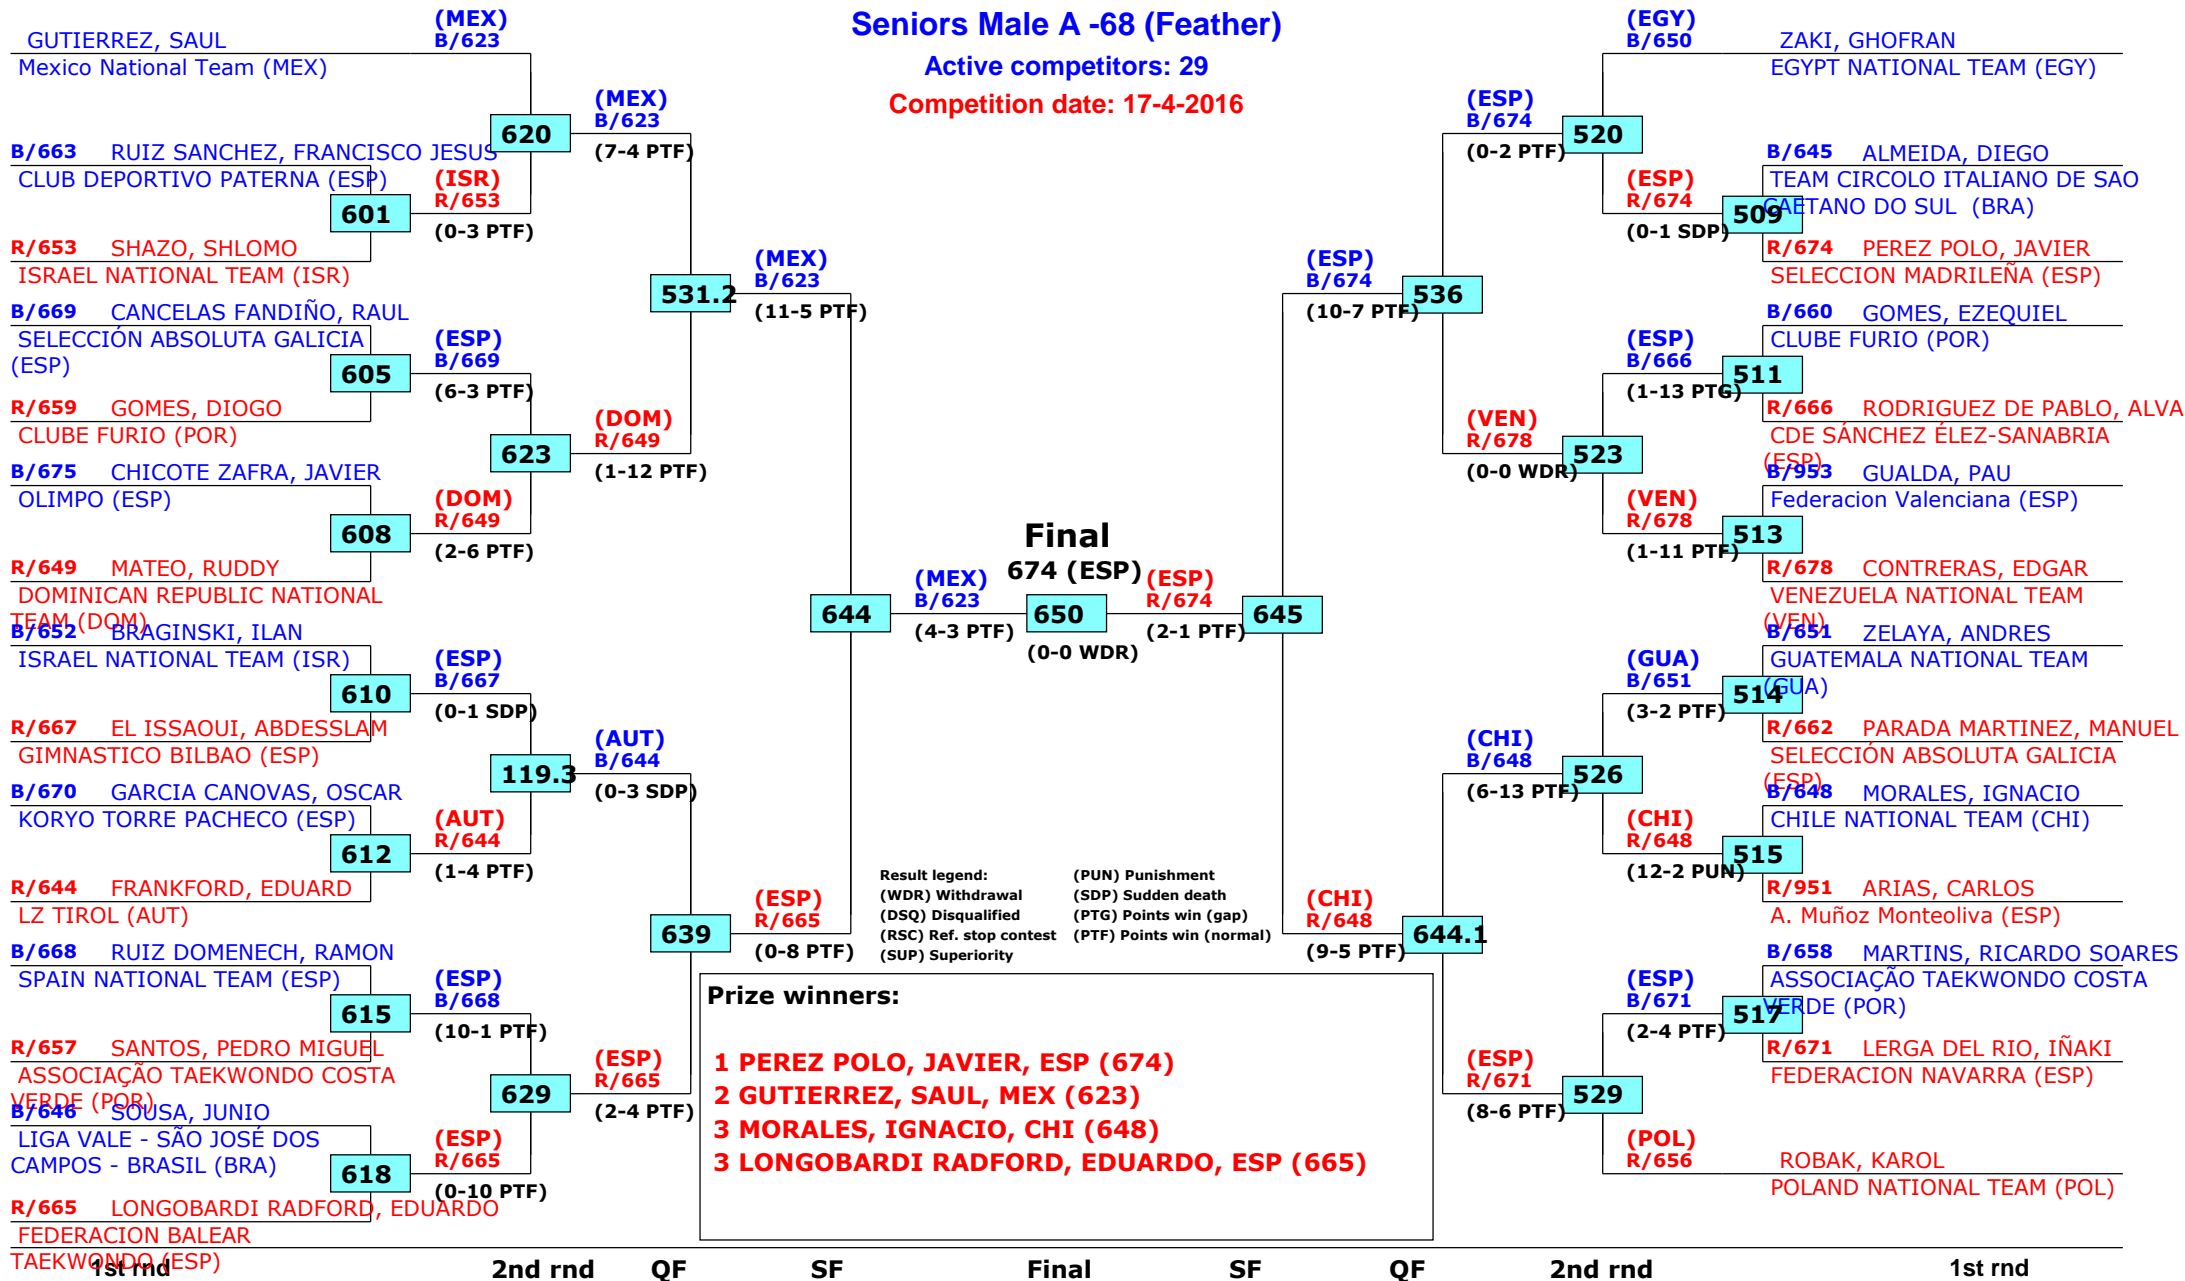 Seniors Male A -68 (Feather)
Active competitors: 29
Competition date: 17-4-2016
GUTIERREZ, SAUL
Mexico National Team (MEX)
(MEX)
B/623
B/663 RUIZ SANCHEZ, FRANCISCO JESUS
CLUB DEPORTIVO PATERNA (ESP)
601
R/653 SHAZO, SHLOMO
ISRAEL NATIONAL TEAM (ISR)
(ISR)
R/653
(0-3 PTF)
620
(MEX)
B/623
(7-4 PTF)
B/669 CANCELAS FANDIÑO, RAUL
SELECCIÓN ABSOLUTA GALICIA
(ESP)
605
R/659 GOMES, DIOGO
CLUBE FURIO (POR)
(ESP)
B/669
(6-3 PTF)
B/675 CHICOTE ZAFRA, JAVIER
OLIMPO (ESP)
608
R/649 MATEO, RUDDY
DOMINICAN REPUBLIC NATIONAL
TEAM (DOM)
(DOM)
R/649
(2-6 PTF)
623
(DOM)
R/649
(1-12 PTF)
531.2
(MEX)
B/623
(11-5 PTF)
B/652 BRAGINSKI, ILAN
ISRAEL NATIONAL TEAM (ISR)
610
R/667 EL ISSAOUI, ABDESSLAM
GIMNASTICO BILBAO (ESP)
(ESP)
B/667
(0-1 SDP)
B/670 GARCIA CANOVAS, OSCAR
KORYO TORRE PACHECO (ESP)
612
R/644 FRANKFORD, EDUARD
LZ TIROL (AUT)
(AUT)
R/644
(1-4 PTF)
119.3
(AUT)
B/644
(0-3 SDP)
B/668 RUIZ DOMENECH, RAMON
SPAIN NATIONAL TEAM (ESP)
615
R/657 SANTOS, PEDRO MIGUEL
ASSOCIAÇÃO TAEKWONDO COSTA
VERDE (POR)
(ESP)
B/668
(10-1 PTF)
B/646 SOUSA, JUNIO
LIGA VALE - SÃO JOSÉ DOS
CAMPOS - BRASIL (BRA)
618
R/665 LONGOBARDI RADFORD, EDUARDO
FEDERACION BALEAR
TAEKWONDO (ESP)
(ESP)
R/665
(0-10 PTF)
629
(ESP)
R/665
(2-4 PTF)
639
(ESP)
R/665
(0-8 PTF)
644
(MEX)
B/623
(4-3 PTF)
Final
674 (ESP)
650
(0-0 WDR)
(ESP)
R/674
(2-1 PTF)
645
(ESP)
B/674
(10-7 PTF)
536
(ESP)
B/674
(0-2 PTF)
520
(EGY)
B/650
ZAKI, GHOFRAN
EGYPT NATIONAL TEAM (EGY)
(ESP)
R/674
(0-1 SDP)
509
B/645 ALMEIDA, DIEGO
TEAM CIRCOLO ITALIANO DE SAO
CAETANO DO SUL (BRA)
R/674 PEREZ POLO, JAVIER
SELECCION MADRILEÑA (ESP)
(VEN)
R/678
(0-0 WDR)
523
(ESP)
B/666
(1-13 PTG)
511
B/660 GOMES, EZEQUIEL
CLUBE FURIO (POR)
R/666 RODRIGUEZ DE PABLO, ALVA
CDE SÁNCHEZ ÉLEZ-SANABRIA
(ESP)
(VEN)
R/678
(1-11 PTF)
513
B/953 GUALDA, PAU
Federacion Valenciana (ESP)
R/678 CONTRERAS, EDGAR
VENEZUELA NATIONAL TEAM
(VEN)
(CHI)
R/648
(9-5 PTF)
644.1
(CHI)
B/648
(6-13 PTF)
526
(GUA)
B/651
(3-2 PTF)
514
B/651 ZELAYA, ANDRES
GUATEMALA NATIONAL TEAM
(GUA)
R/662 PARADA MARTINEZ, MANUEL
SELECCIÓN ABSOLUTA GALICIA
(ESP)
(CHI)
R/648
(12-2 PUN)
515
B/648 MORALES, IGNACIO
CHILE NATIONAL TEAM (CHI)
R/951 ARIAS, CARLOS
A. Muñoz Monteoliva (ESP)
(ESP)
R/671
(8-6 PTF)
529
(ESP)
B/671
(2-4 PTF)
517
B/658 MARTINS, RICARDO SOARES
ASSOCIAÇÃO TAEKWONDO COSTA
VERDE (POR)
R/671 LERGA DEL RIO, IÑAKI
FEDERACION NAVARRA (ESP)
(POL)
R/656
ROBAK, KAROL
POLAND NATIONAL TEAM (POL)
Result legend:
(WDR) Withdrawal
(DSQ) Disqualified
(RSC) Ref. stop contest
(SUP) Superiority
(PUN) Punishment
(SDP) Sudden death
(PTG) Points win (gap)
(PTF) Points win (normal)
Prize winners:
1 PEREZ POLO, JAVIER, ESP (674)
2 GUTIERREZ, SAUL, MEX (623)
3 MORALES, IGNACIO, CHI (648)
3 LONGOBARDI RADFORD, EDUARDO, ESP (665)
1st rnd 2nd rnd QF SF Final SF QF 2nd rnd 1st rnd